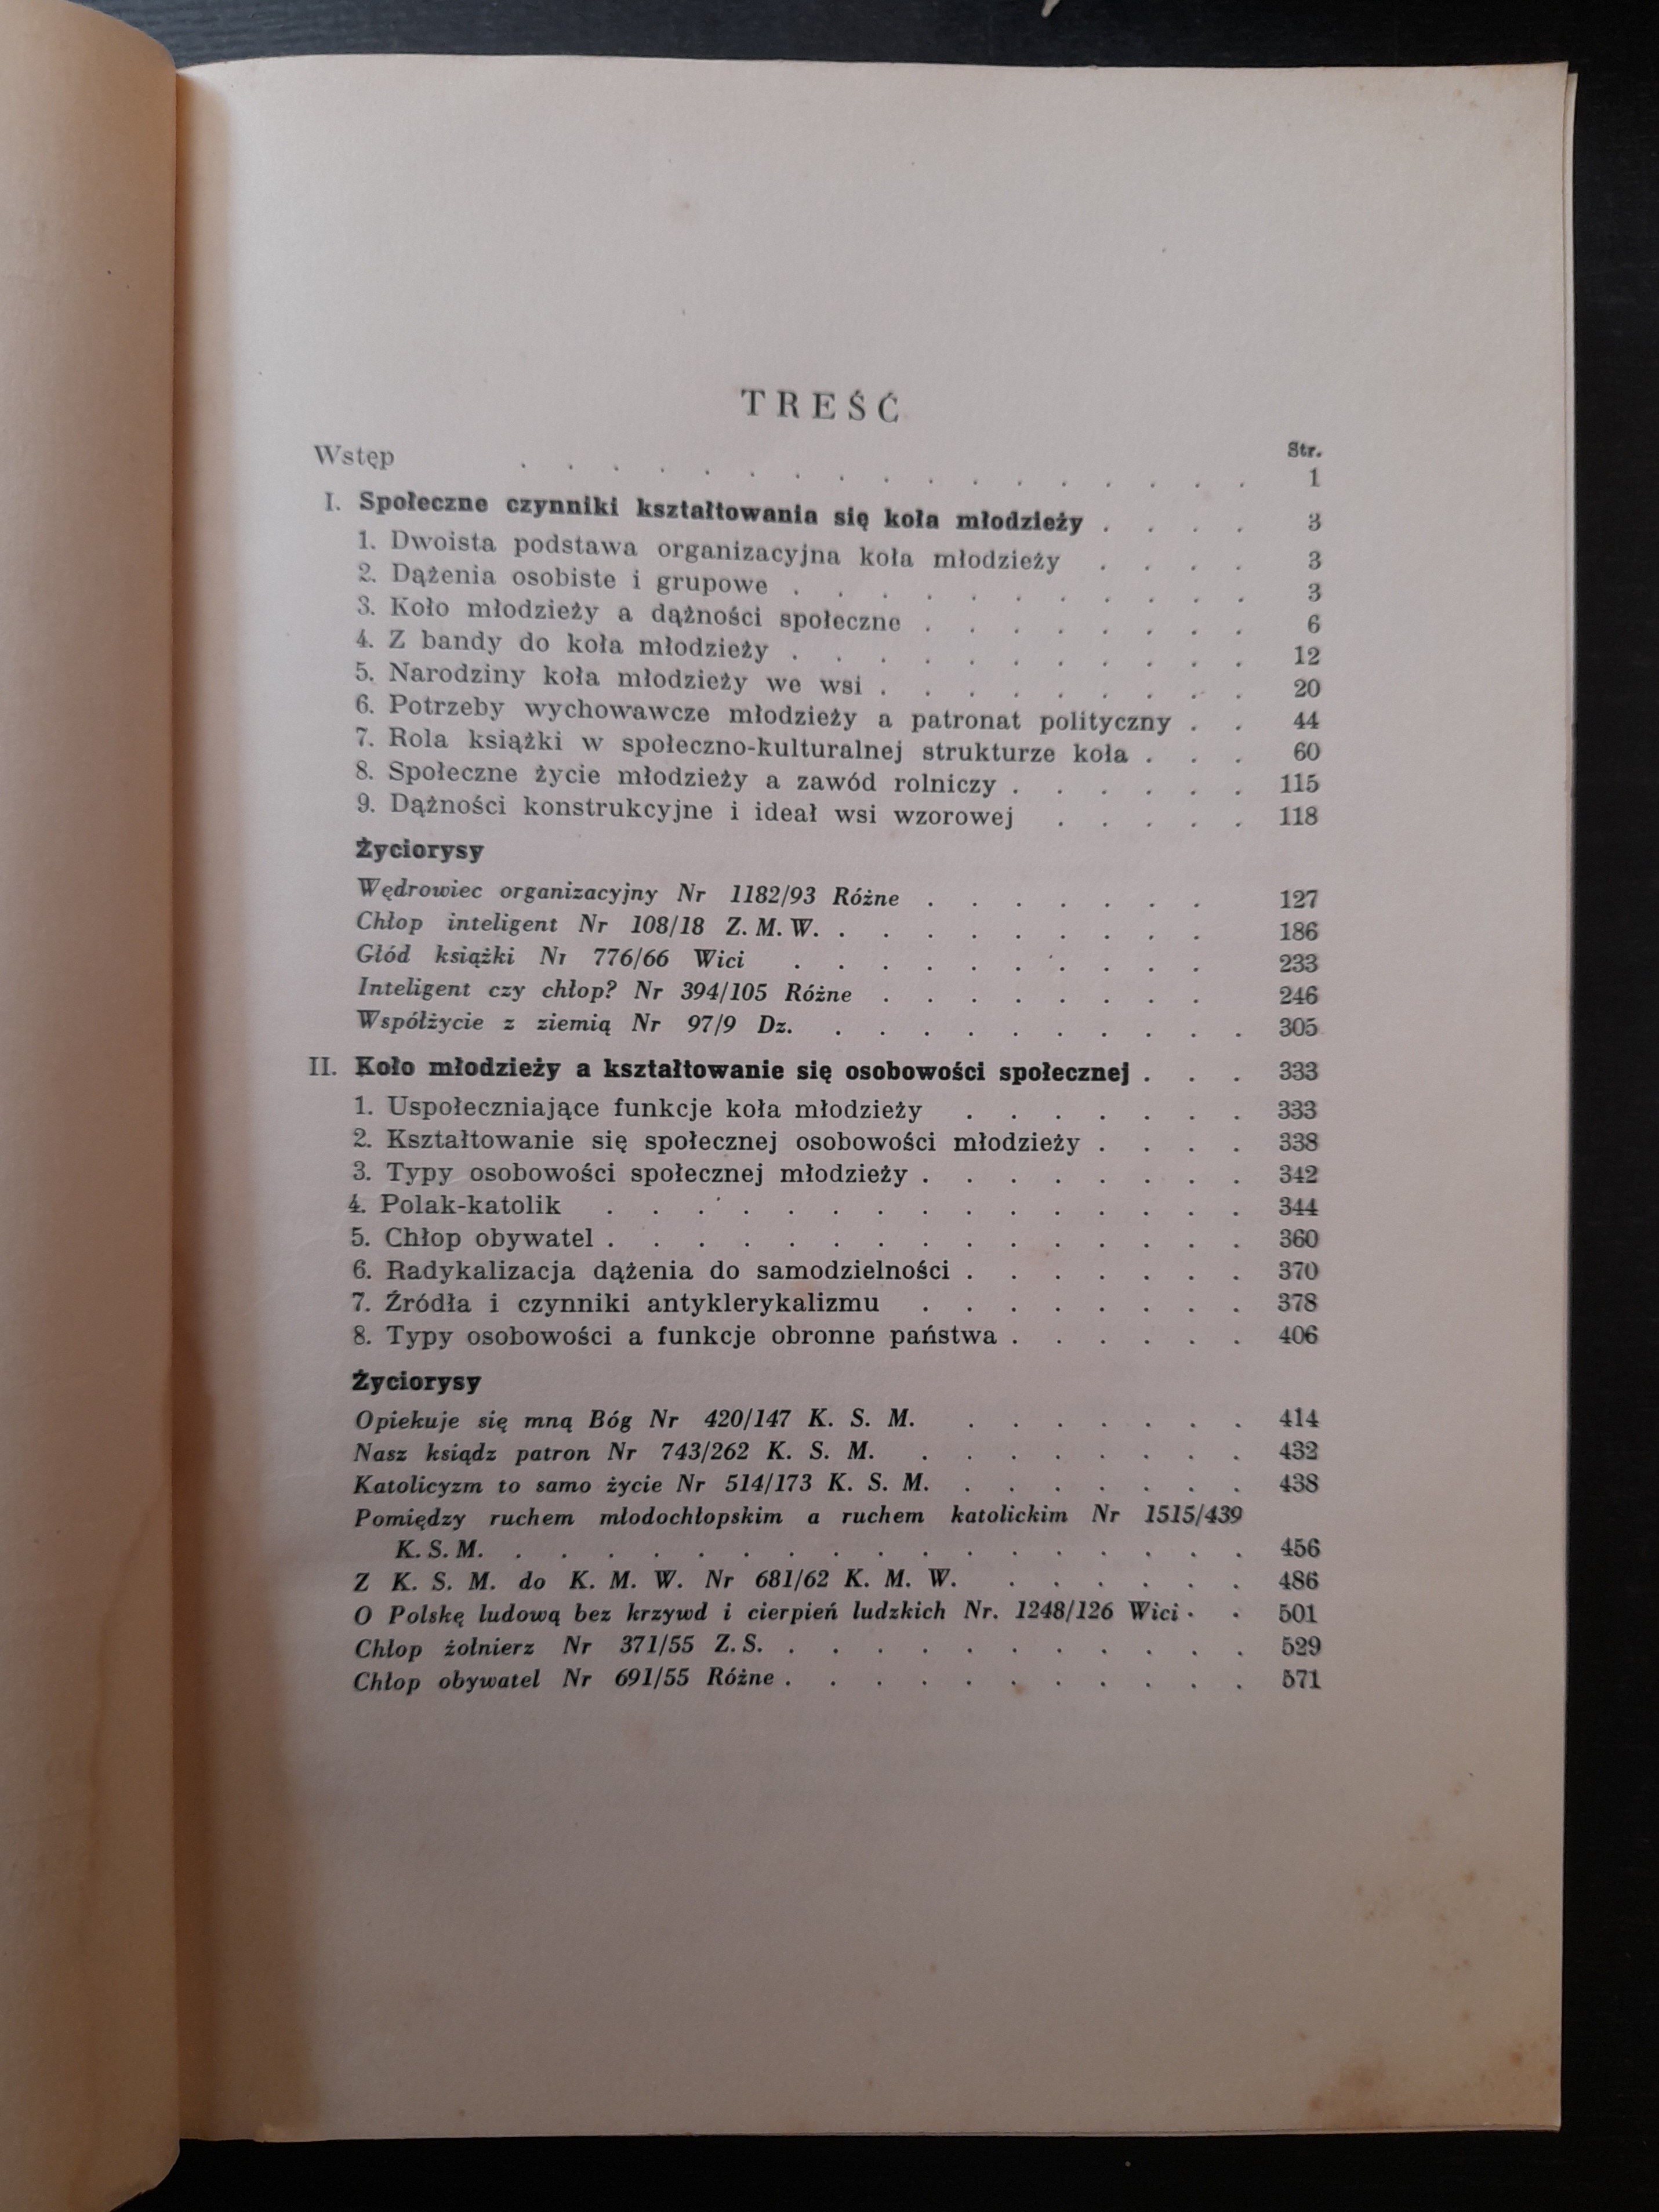 TREŚĆ
Str.
Wstęp . . . . . . . . . . . . . . . . . 1
I. Społeczne czynniki kształtowania się koła młodzieży . . . . 3
1. Dwoista podstawa organizacyjna koła młodzieży . . . . 3
2. Dążenia osobiste i grupowe . . . . . . . . . . . 3
3. Koło młodzieży a dążności społeczne . . . . . . . . 6
4. Z bandy do koła młodzieży . . . . . . . . . . . 12
5. Narodziny koła młodzieży we wsi . . . . . . . . . 20
6. Potrzeby wychowawcze młodzieży a patronat polityczny . . 44
7. Rola książki w społeczno-kulturalnej strukturze koła . . . 60
8. Społeczne życie młodzieży a zawód rolniczy . . . . . . 115
9. Dążności konstrukcyjne i ideał wsi wzorowej . . . . . 118
Życiorysy
Wędrowiec organizacyjny Nr 1182/93 Różne . . . . . . . 127
Chłop inteligent Nr 108/18 Z. M. W. . . . . . . . . . 186
Głód książki Nr 776/66 Wici . . . . . . . . . . 233
Inteligent czy chłop? Nr 394/105 Różne . . . . . . . . 246
Współżycie z ziemią Nr 97/9 Dz. . . . . . . . . . . 305
II. Koło młodzieży a kształtowanie się osobowości społecznej . . . 333
1. Uspołeczniające funkcje koła młodzieży . . . . . . . 333
2. Kształtowanie się społecznej osobowości młodzieży . . . . 338
3. Typy osobowości społecznej młodzieży . . . . . . . . 342
4. Polak-katolik . . . . . . . . . . . . . . . 344
5. Chłop obywatel . . . . . . . . . . . . . . . 360
6. Radykalizacja dążenia do samodzielności . . . . . . . 370
7. Źródła i czynniki antyklerykalizmu . . . . . . . . 378
8. Typy osobowości a funkcje obronne państwa . . . . . . 406
Życiorysy
Opiekuje się mną Bóg Nr 420/147 K. S. M. . . . . . . . 414
Nasz ksiądz patron Nr 743/262 K. S. M. . . . . . . . . 432
Katolicyzm to samo życie Nr 514/173 K. S. M. . . . . . . . 438
Pomiędzy ruchem młodochłopskim a ruchem katolickim Nr 1515/439
K. S. M. . . . . . . . . . . . . . . . . . 456
Z K. S. M. do K. M. W. Nr 681/62 K. M. W. . . . . . . 486
O Polskę ludową bez krzywd i cierpień ludzkich Nr. 1248/126 Wici . . 501
Chłop żołnierz Nr 371/55 Z. S. . . . . . . . . . . . 529
Chłop obywatel Nr 691/55 Różne . . . . . . . . . . . 571